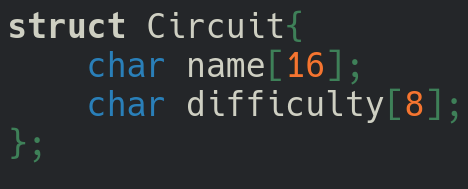 struct Circuit{
    char name[16];
    char difficulty[8];
};